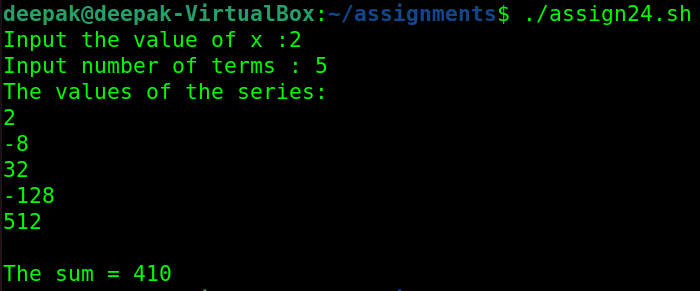 deepak@deepak-VirtualBox:~/assignments$ ./assign24.sh
Input the value of x :2
Input number of terms : 5
The values of the series:
2
-8
32
-128
512
The sum = 410